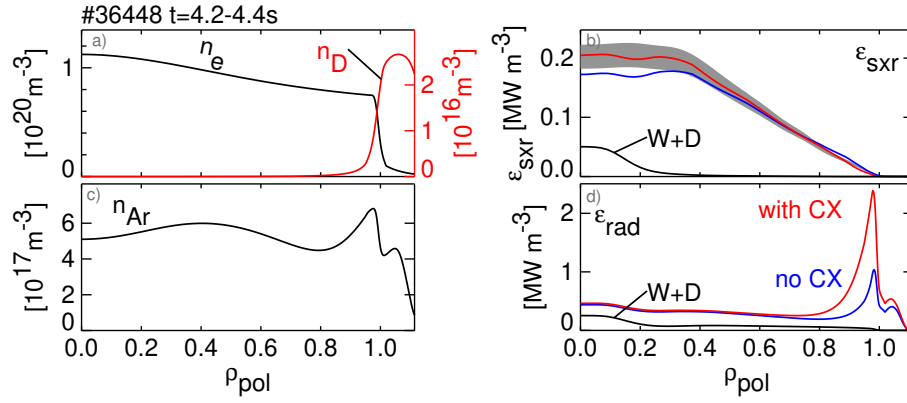 #36448 t=4.2-4.4s
a)
n_e
n_D
[10^20 m^-3]
1
0
[10^16 m^-3]
2
1
0
b)
ε_sxr
ε_sxr [MW m^-3]
0.2
0.1
0
W+D
c)
n_Ar
[10^17 m^-3]
6
4
2
0
0.0 0.2 0.4 0.6 0.8 1.0
ρ_pol
d)
ε_rad
with CX
no CX
W+D
[MW m^-3]
2
1
0
0.0 0.2 0.4 0.6 0.8 1.0
ρ_pol